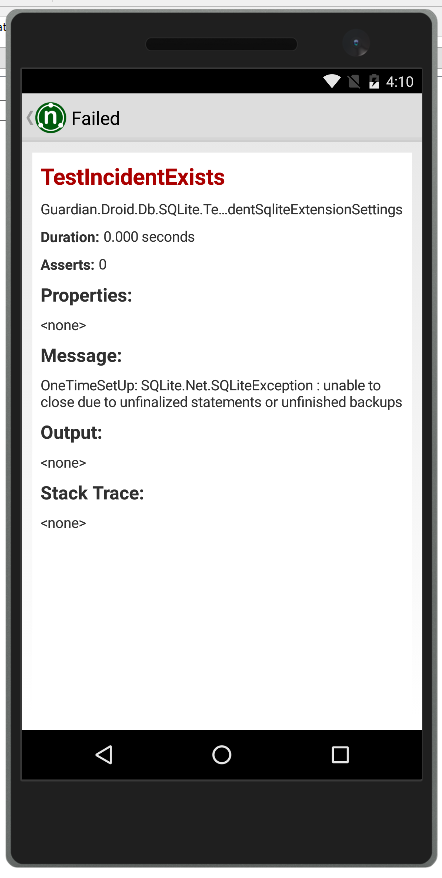 at
4:10
n Failed
TestIncidentExists
Guardian.Droid.Db.SQLite.Te...dentSqliteExtensionSettings
Duration: 0.000 seconds
Asserts: 0
Properties:
<none>
Message:
OneTimeSetUp: SQLite.Net.SQLiteException : unable to
close due to unfinalized statements or unfinished backups
Output:
<none>
Stack Trace:
<none>